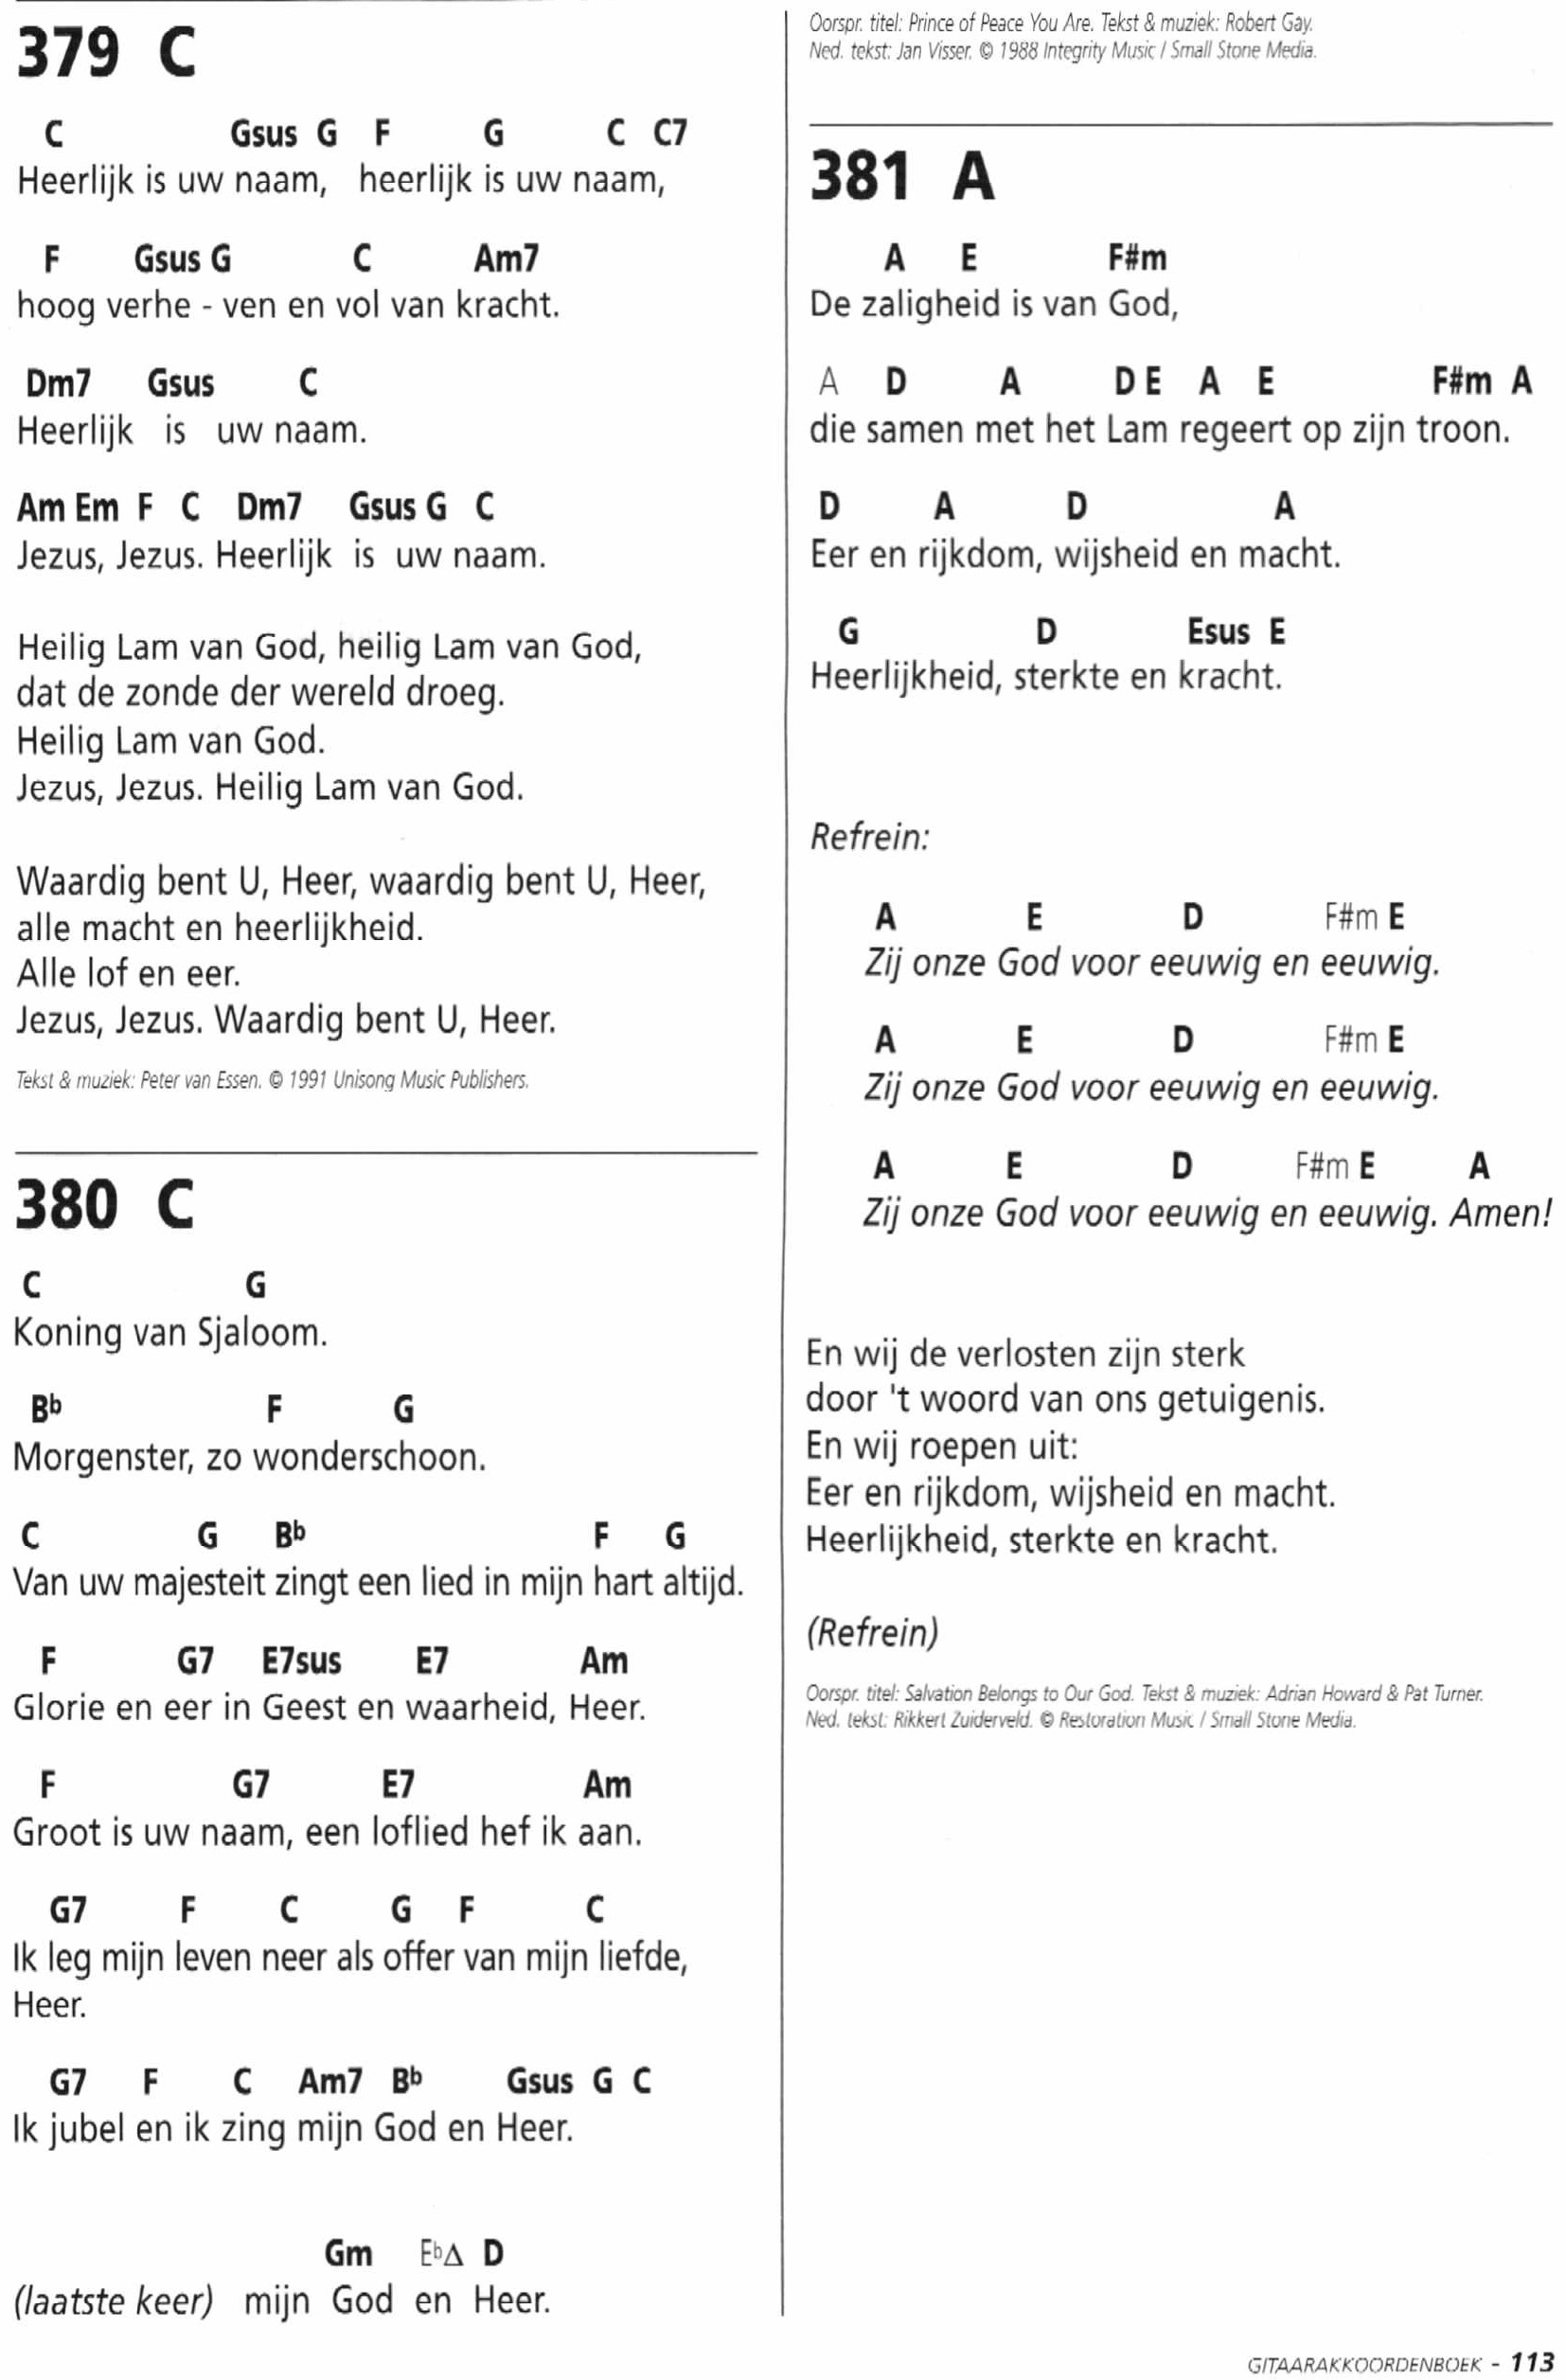 379 C
C Gsus G F G C C7
Heerlijk is uw naam, heerlijk is uw naam,
F Gsus G C Am7
hoog verhe - ven en vol van kracht.
Dm7 Gsus C
Heerlijk is uw naam.
Am Em F C Dm7 Gsus G C
Jezus, Jezus. Heerlijk is uw naam.
Heilig Lam van God, heilig Lam van God,
dat de zonde der wereld droeg.
Heilig Lam van God.
Jezus, Jezus. Heilig Lam van God.
Waardig bent U, Heer, waardig bent U, Heer,
alle macht en heerlijkheid.
Alle lof en eer.
Jezus, Jezus. Waardig bent U, Heer.
Tekst & muziek: Peter van Essen. © 1991 Unisong Music Publishers.
380 C
C G
Koning van Sjaloom.
Bb F G
Morgenster, zo wonderschoon.
C G Bb F G
Van uw majesteit zingt een lied in mijn hart altijd.
F G7 E7sus E7 Am
Glorie en eer in Geest en waarheid, Heer.
F G7 E7 Am
Groot is uw naam, een loflied hef ik aan.
G7 F C G F C
Ik leg mijn leven neer als offer van mijn liefde,
Heer.
G7 F C Am7 Bb Gsus G C
Ik jubel en ik zing mijn God en Heer.
Gm EbΔ D
(laatste keer) mijn God en Heer.
Oorspr. titel: Prince of Peace You Are. Tekst & muziek: Robert Gay.
Ned. tekst: Jan Visser. © 1988 Integrity Music / Small Stone Media.
381 A
A E F#m
De zaligheid is van God,
A D A D E A E F#m A
die samen met het Lam regeert op zijn troon.
D A D A
Eer en rijkdom, wijsheid en macht.
G D Esus E
Heerlijkheid, sterkte en kracht.
Refrein:
A E D F#m E
Zij onze God voor eeuwig en eeuwig.
A E D F#m E
Zij onze God voor eeuwig en eeuwig.
A E D F#m E A
Zij onze God voor eeuwig en eeuwig. Amen!
En wij de verlosten zijn sterk
door 't woord van ons getuigenis.
En wij roepen uit:
Eer en rijkdom, wijsheid en macht.
Heerlijkheid, sterkte en kracht.
(Refrein)
Oorspr. titel: Salvation Belongs to Our God. Tekst & muziek: Adrian Howard & Pat Turner.
Ned. tekst: Rikkert Zuiderveld. © Restoration Music / Small Stone Media.
GITAARAKKOORDENBOEK - 113